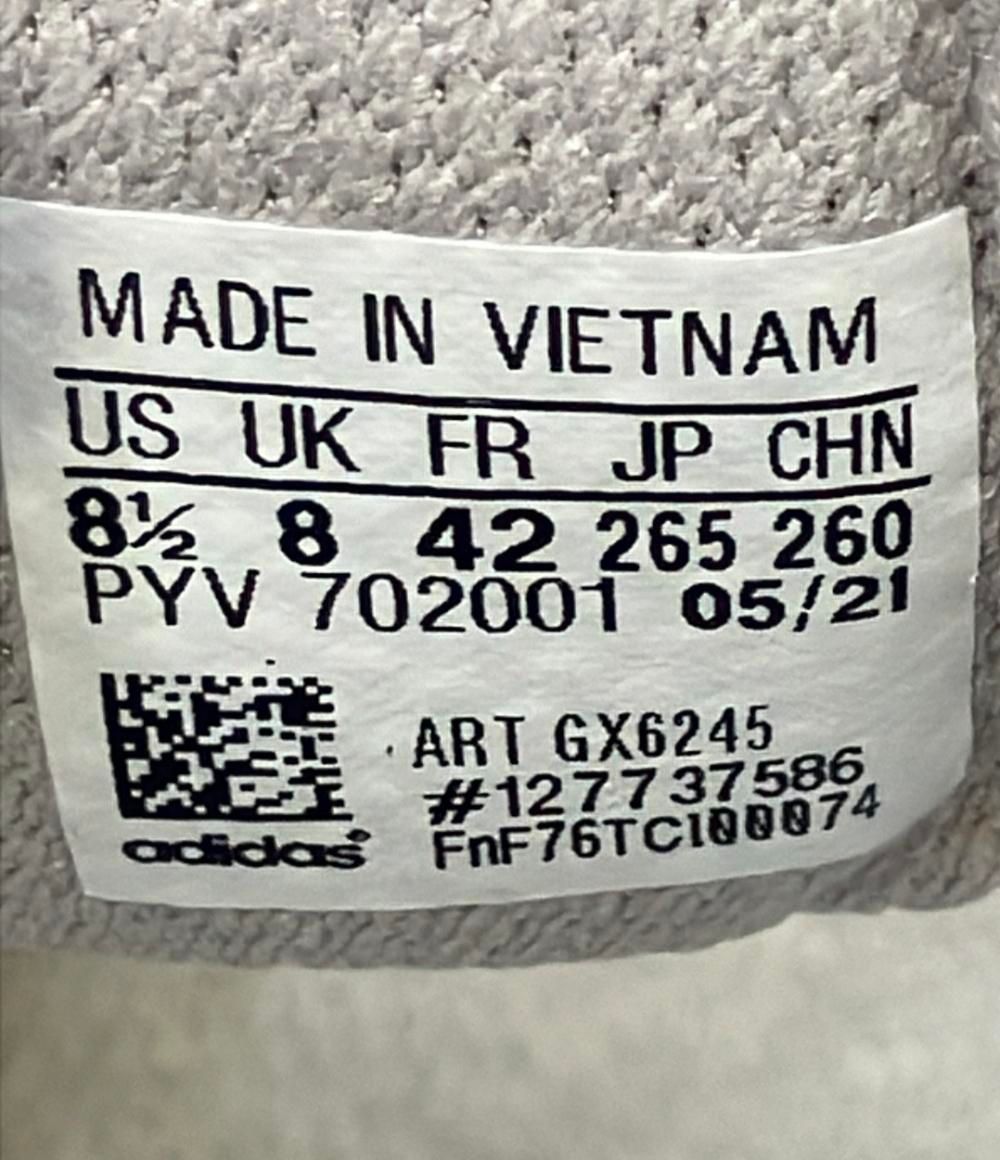 MADE IN VIETNAM
US UK FR JP CHN
8½ 8 42 265 260
PYV 702001 05/21
ART GX6245
#127737586
FnF76TCI00074
adidas